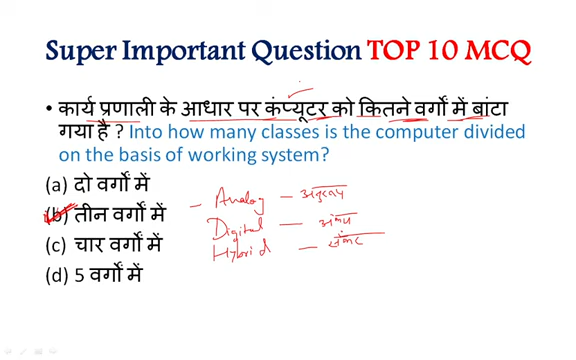 Super Important Question TOP 10 MCQ
• कार्य प्रणाली के आधार पर कंप्यूटर को कितने वर्गों में बांटा
गया है ? Into how many classes is the computer divided
on the basis of working system?
(a) दो वर्गों में
(b) तीन वर्गों में
(c) चार वर्गों में
(d) 5 वर्गों में
- Analog —
Digital —
Hybrid —